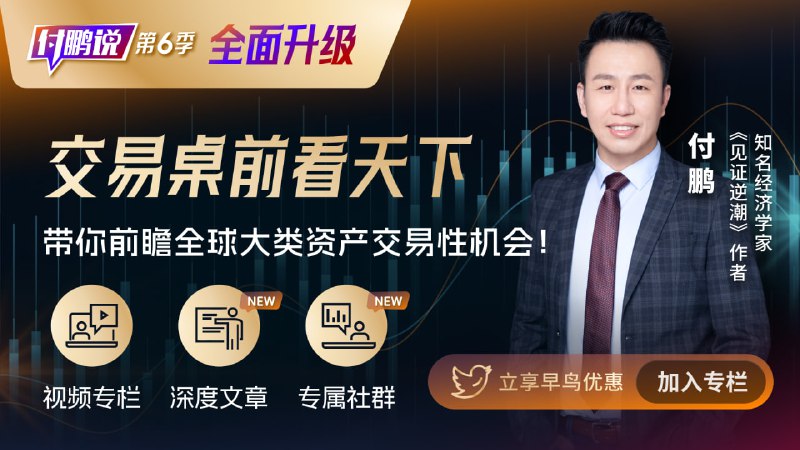 付鹏说 第6季 全面升级
交易桌前看天下
带你前瞻全球大类资产交易性机会！
NEW
NEW
视频专栏
深度文章
专属社群
付鹏
知名经济学家
《见证逆潮》作者
立享早鸟优惠
加入专栏